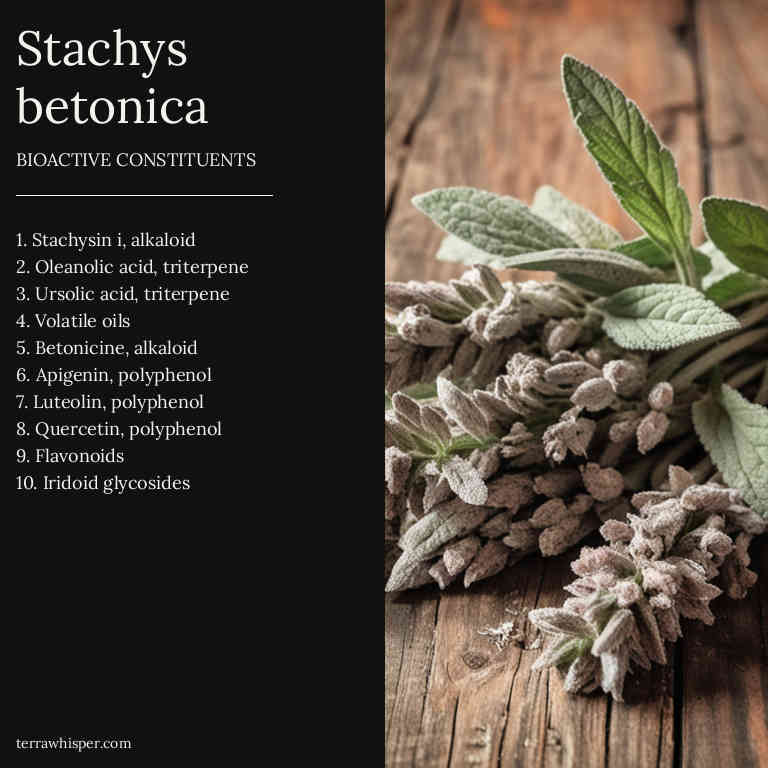 Stachys
betonica
BIOACTIVE CONSTITUENTS
1. Stachysin i, alkaloid
2. Oleanolic acid, triterpene
3. Ursolic acid, triterpene
4. Volatile oils
5. Betonicine, alkaloid
6. Apigenin, polyphenol
7. Luteolin, polyphenol
8. Quercetin, polyphenol
9. Flavonoids
10. Iridoid glycosides
terrawhisper.com